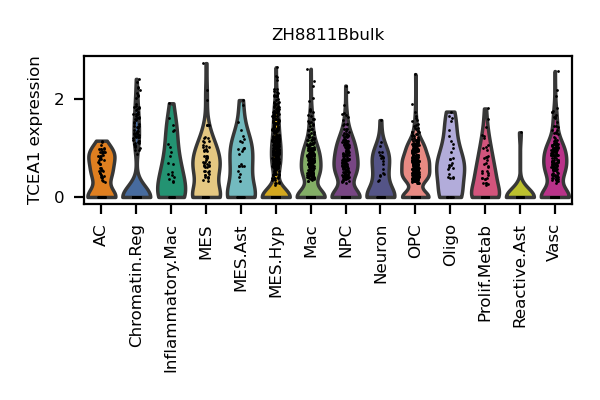 ZH8811Bbulk
TCEA1 expression
2
0
AC
Chromatin.Reg
Inflammatory.Mac
MES
MES.Ast
MES.Hyp
Mac
NPC
Neuron
OPC
Oligo
Prolif.Metab
Reactive.Ast
Vasc